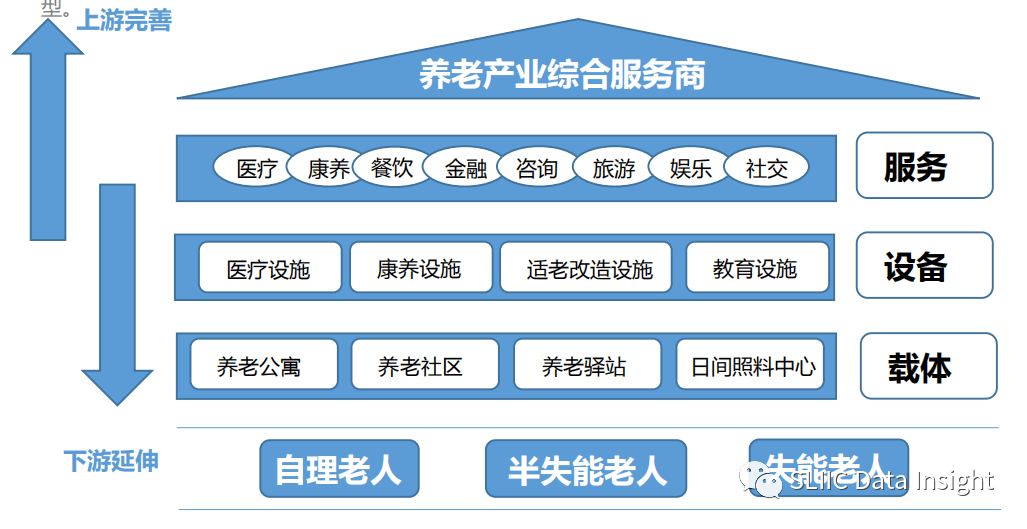 型。
上游完善
养老产业综合服务商
医疗 康养 餐饮 金融 咨询 旅游 娱乐 社交
服务
医疗设施 康养设施 适老改造设施 教育设施
设备
养老公寓 养老社区 养老驿站 日间照料中心
载体
下游延伸
自理老人 半失能老人 失能老人
SLIIC Data Insight